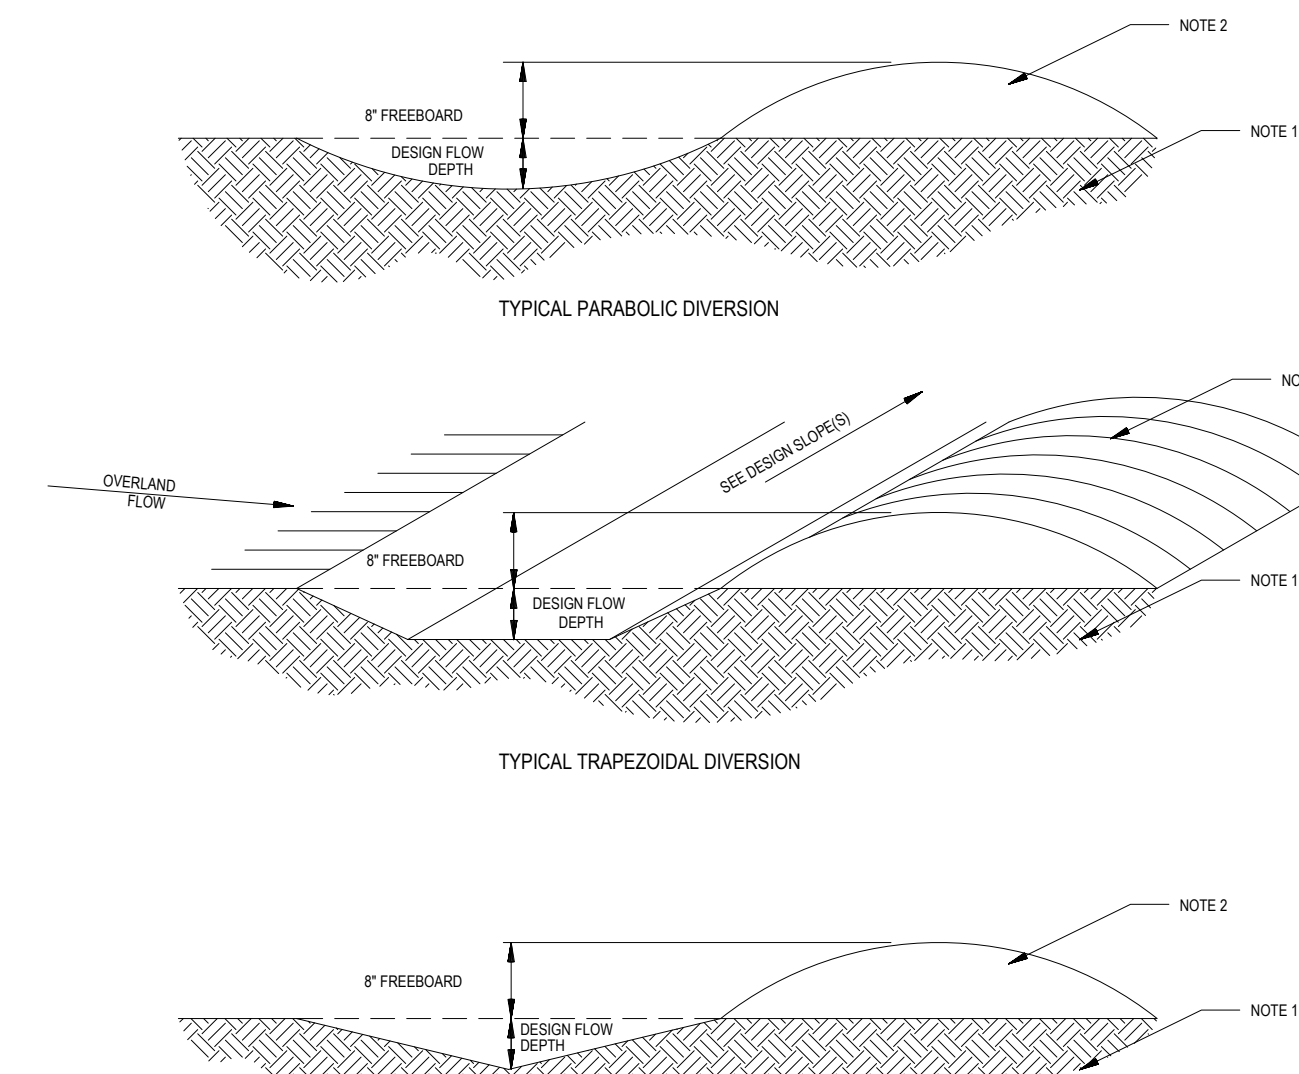 NOTE 2
8" FREEBOARD
NOTE 1
DESIGN FLOW
DEPTH
TYPICAL PARABOLIC DIVERSION
SEE DESIGN SLOPE(S)
OVERLAND
FLOW
8" FREEBOARD
NOTE 1
DESIGN FLOW
DEPTH
TYPICAL TRAPEZOIDAL DIVERSION
NOTE 2
8" FREEBOARD
NOTE 1
DESIGN FLOW
DEPTH